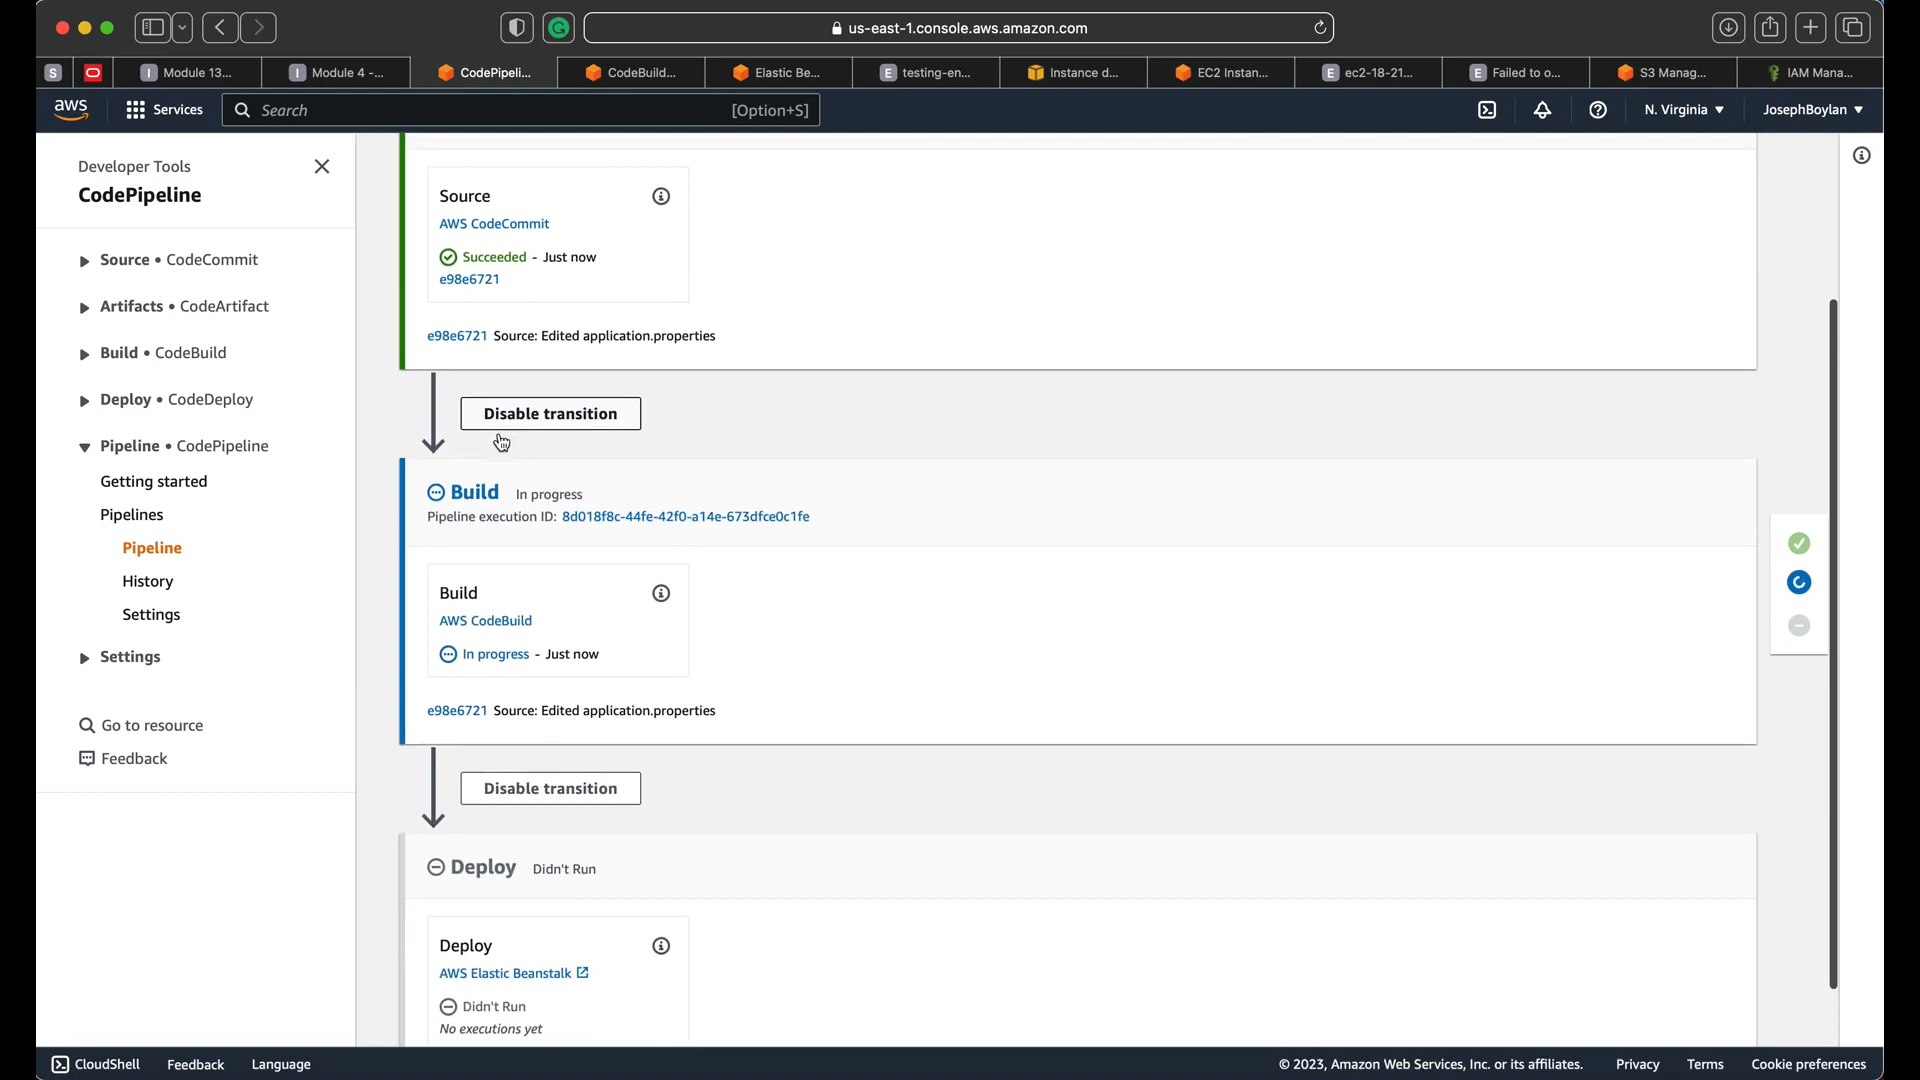 us-east-1.console.aws.amazon.com
S
Module 13...
Module 4 -...
CodePipeli...
CodeBuild...
Elastic Be...
E
testing-en...
Instance d...
EC2 Instan...
E
ec2-18-21...
E
Failed to o...
S3 Manag...
IAM Mana...
aws
Services
Search
[Option+S]
N. Virginia
JosephBoylan
Developer Tools
CodePipeline
Source • CodeCommit
Artifacts • CodeArtifact
Build • CodeBuild
Deploy • CodeDeploy
Pipeline • CodePipeline
Getting started
Pipelines
Pipeline
History
Settings
Settings
Go to resource
Feedback
Source
AWS CodeCommit
Succeeded - Just now
e98e6721
e98e6721 Source: Edited application.properties
Disable transition
Build In progress
Pipeline execution ID: 8d018f8c-44fe-42f0-a14e-673dfce0c1fe
Build
AWS CodeBuild
In progress - Just now
e98e6721 Source: Edited application.properties
Disable transition
Deploy Didn't Run
Deploy
AWS Elastic Beanstalk
Didn't Run
No executions yet
CloudShell
Feedback
Language
© 2023, Amazon Web Services, Inc. or its affiliates.
Privacy
Terms
Cookie preferences